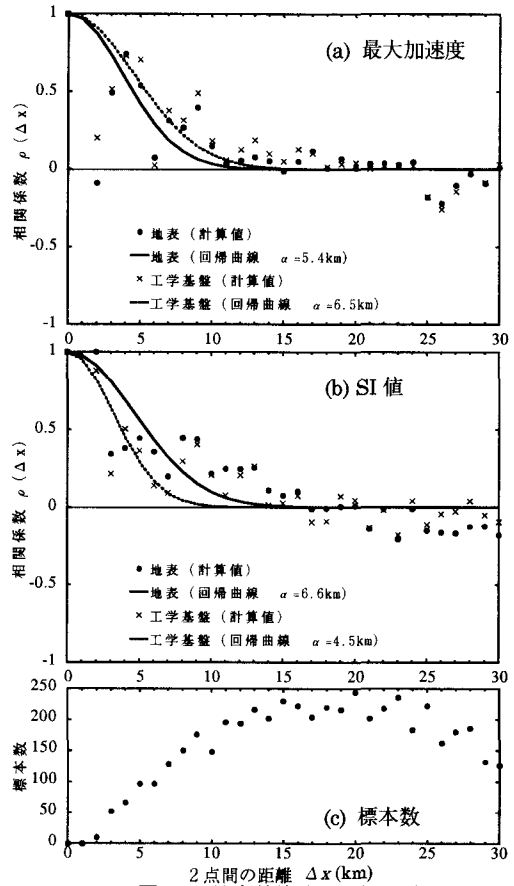 (a) 最大加速度
1
0.5
0
-0.5
-1
相関係数 ρ(Δx)
● 地表 (計算値)
地表 (回帰曲線 α=5.4km)
× 工学基盤 (計算値)
工学基盤 (回帰曲線 α=6.5km)
0 5 10 15 20 25 30
(b) SI 値
1
0.5
0
-0.5
-1
相関係数 ρ(Δx)
● 地表 (計算値)
地表 (回帰曲線 α=6.6km)
× 工学基盤 (計算値)
工学基盤 (回帰曲線 α=4.5km)
0 5 10 15 20 25 30
250
200
150
100
50
0
標本数
(c) 標本数
0 5 10 15 20 25 30
2点間の距離 Δx(km)